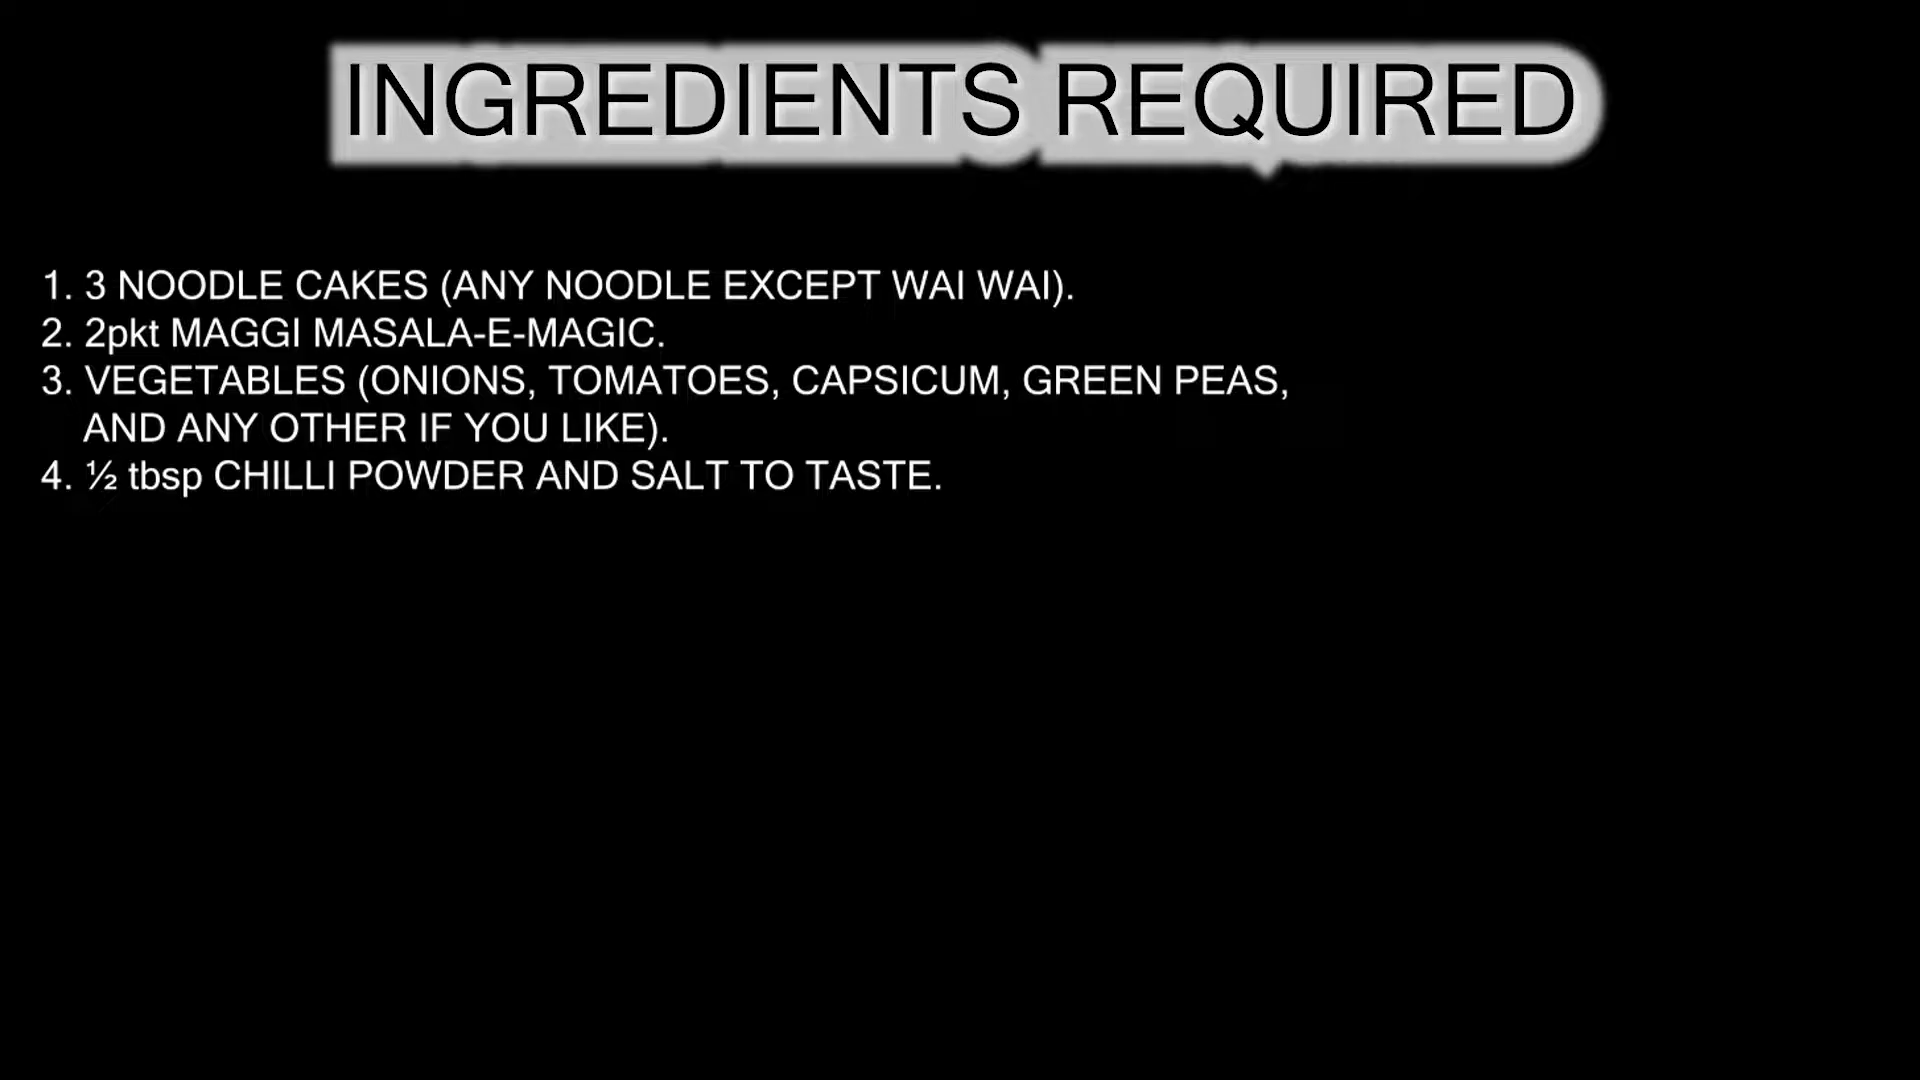 INGREDIENTS REQUIRED
1. 3 NOODLE CAKES (ANY NOODLE EXCEPT WAI WAI).
2. 2pkt MAGGI MASALA-E-MAGIC.
3. VEGETABLES (ONIONS, TOMATOES, CAPSICUM, GREEN PEAS,
AND ANY OTHER IF YOU LIKE).
4. ½ tbsp CHILLI POWDER AND SALT TO TASTE.